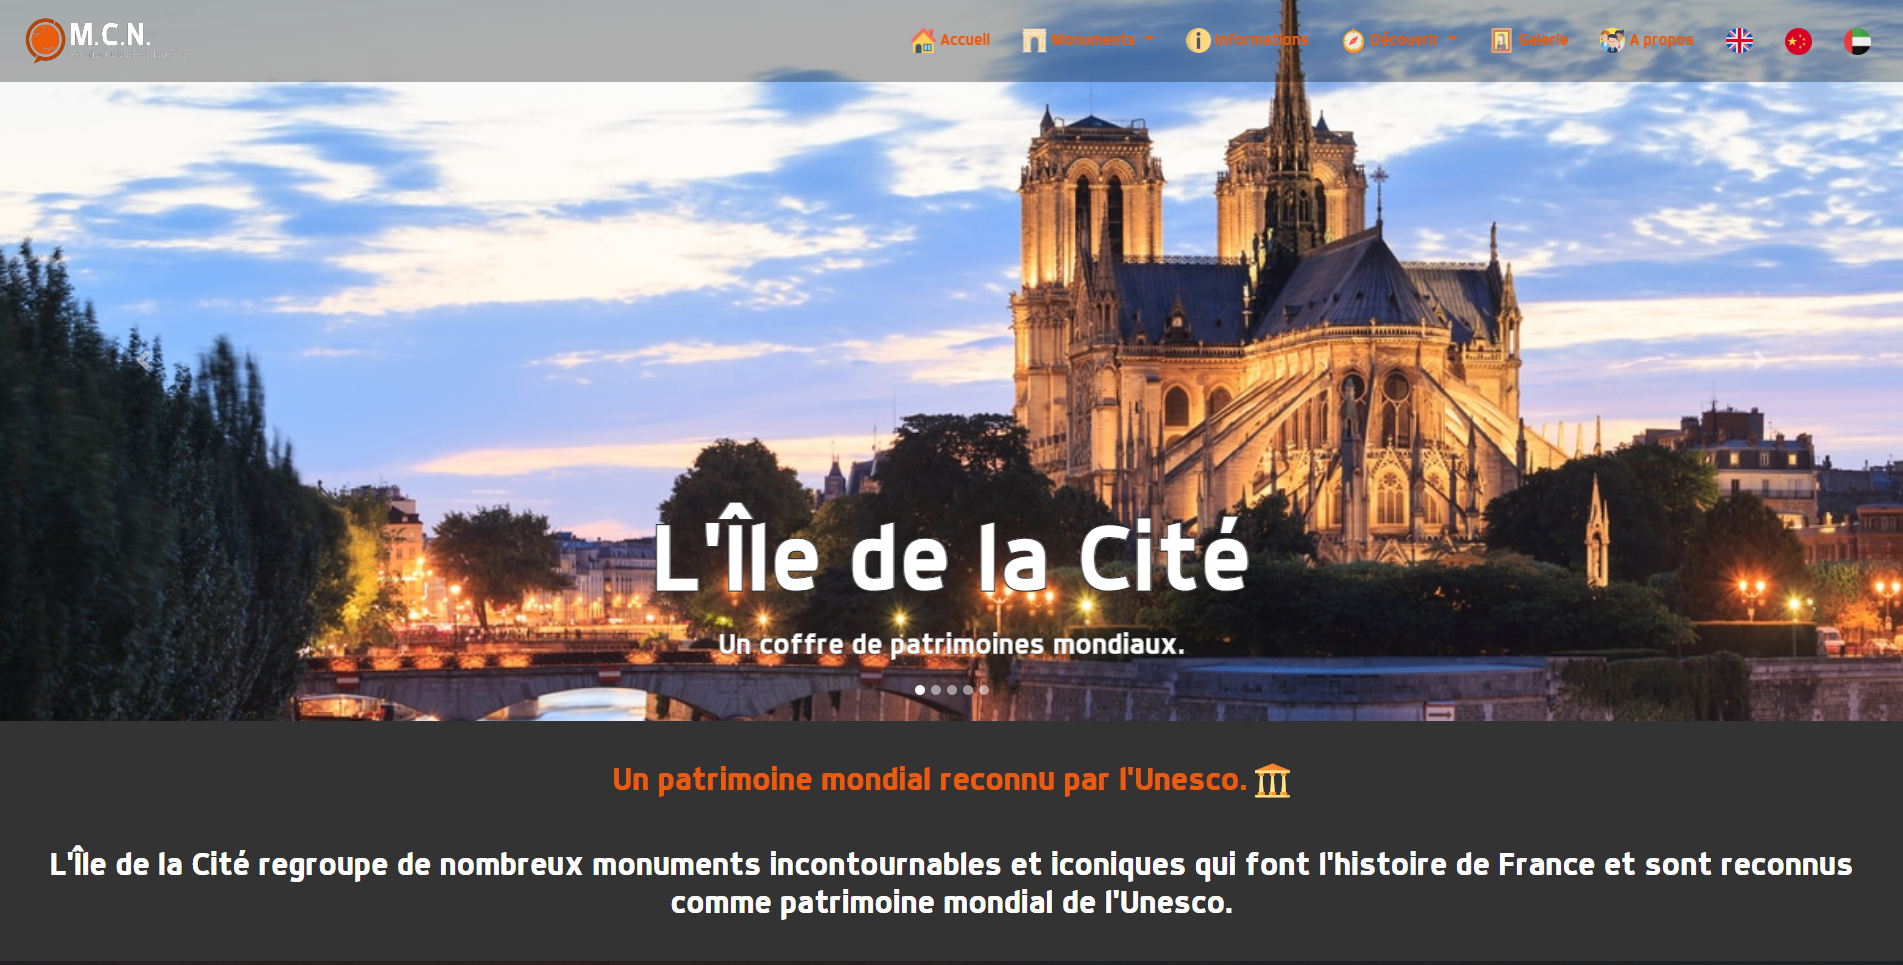 M.C.N.
Accueil Monuments Informations Découvrir Galerie A propos
L'Île de la Cité
Un coffre de patrimoines mondiaux.
Un patrimoine mondial reconnu par l'Unesco.
L'Île de la Cité regroupe de nombreux monuments incontournables et iconiques qui font l'histoire de France et sont reconnus
comme patrimoine mondial de l'Unesco.